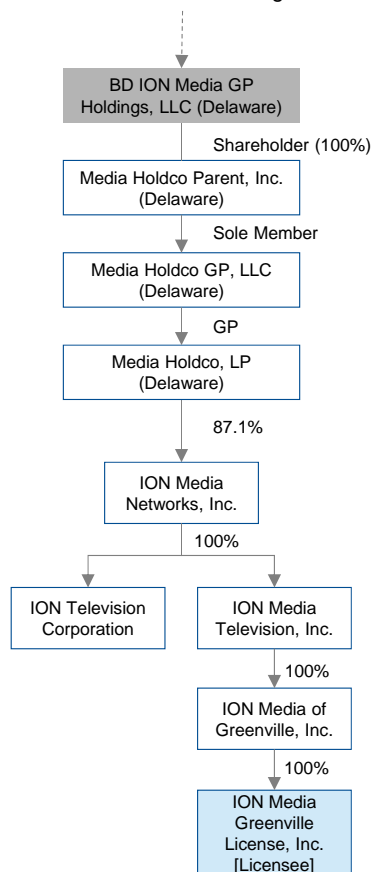 BD ION Media GP
Holdings, LLC (Delaware)
Shareholder (100%)
Media Holdco Parent, Inc.
(Delaware)
Sole Member
Media Holdco GP, LLC
(Delaware)
GP
Media Holdco, LP
(Delaware)
87.1%
ION Media
Networks, Inc.
100%
ION Television
Corporation
ION Media
Television, Inc.
100%
ION Media of
Greenville, Inc.
100%
ION Media
Greenville
License, Inc.
[Licensee]